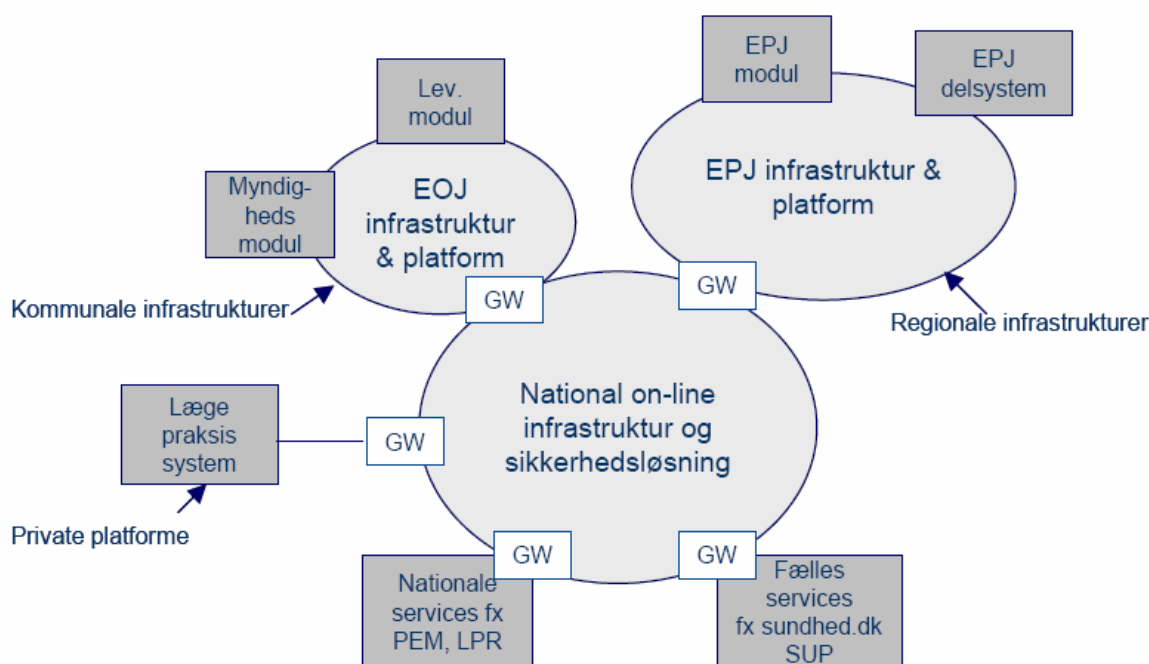 EPJ
modul
EPJ
delsystem
Lev.
modul
EPJ infrastruktur &
platform
Myndig-
heds
modul
EOJ
infrastruktur
& platform
GW
GW
Kommunale infrastrukturer
Regionale infrastrukturer
National on-line
infrastruktur og
sikkerhedsløsning
Læge
praksis
system
GW
Private platforme
GW
GW
Nationale
services fx
PEM, LPR
Fælles
services
fx sundhed.dk
SUP